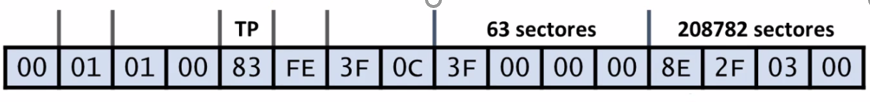 TP 63 sectores 208782 sectores
00 01 01 00 83 FE 3F 0C 3F 00 00 00 8E 2F 03 00